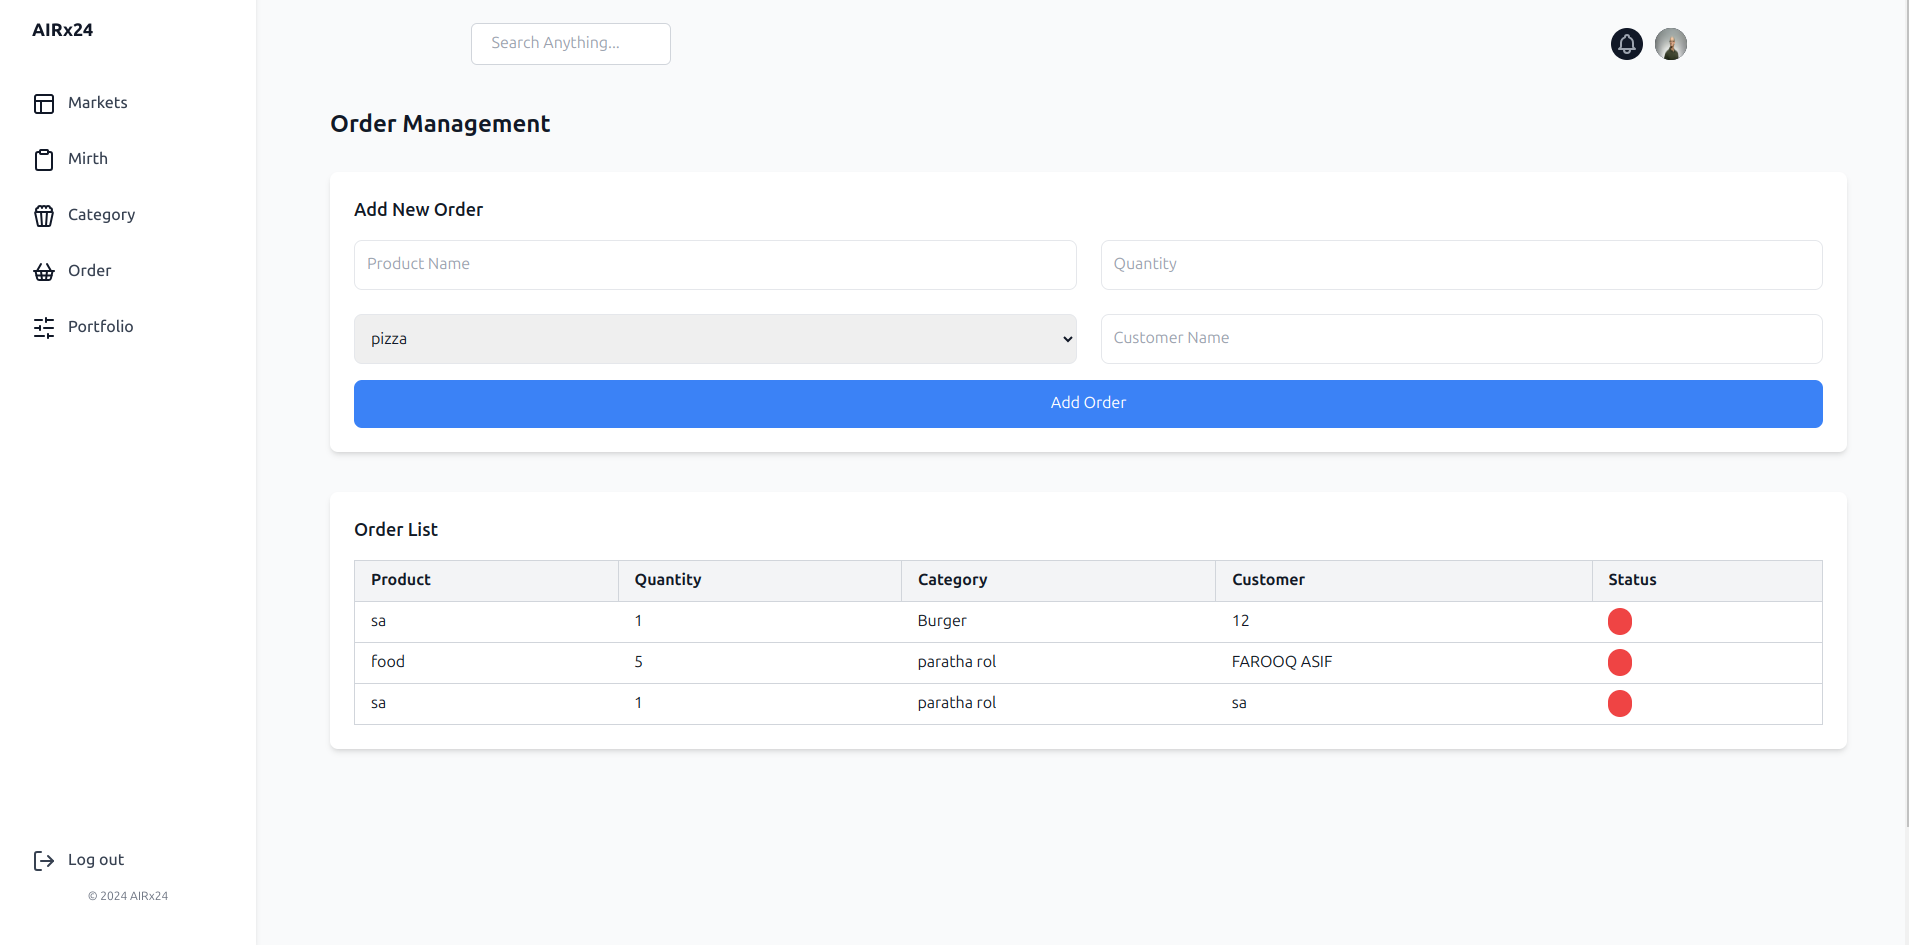 AIRx24
Markets
Mirth
Category
Order
Portfolio
Log out
© 2024 AIRx24
Search Anything...
Order Management
Add New Order
Product Name
Quantity
pizza
Customer Name
Add Order
Order List
Product Quantity Category Customer Status
sa 1 Burger 12
food 5 paratha rol FAROOQ ASIF
sa 1 paratha rol sa